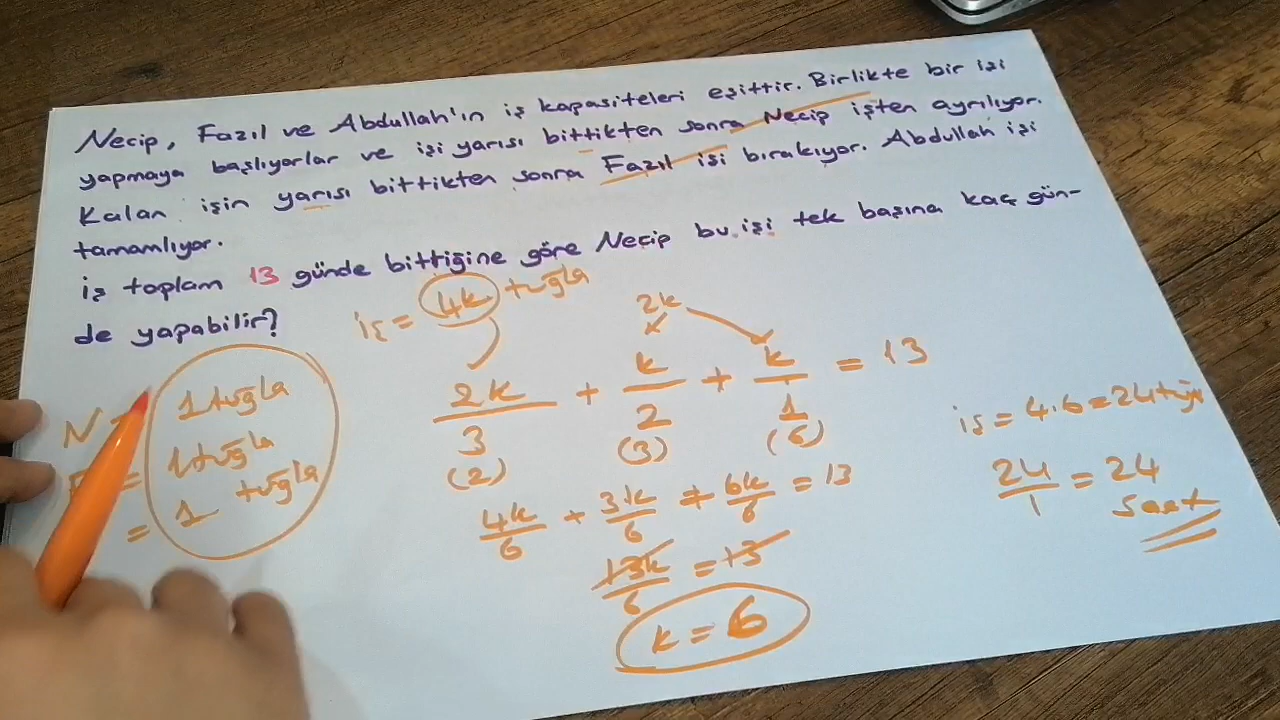 Necip, Fazıl ve Abdullah'ın iş kapasiteleri eşittir. Birlikte bir işi
yapmaya başlıyorlar ve işi yarısı bittikten sonra Necip işten ayrılıyor.
Kalan işin yarısı bittikten sonra Fazıl işi bırakıyor. Abdullah işi
tamamlıyor.
İş toplam 13 günde bittiğine göre Necip bu işi tek başına kaç gün-
de yapabilir?
iş = 4k tuğla
2k
2k/3 + k/2 + k/1 = 13
(2) (3) (6)
4k/6 + 3k/6 + 6k/6 = 13
13k/6 = 13
k = 6
N = 1 tuğla
= 1 tuğla
= 1 tuğla
iş = 4.6 = 24 tuğla
24/1 = 24
saat